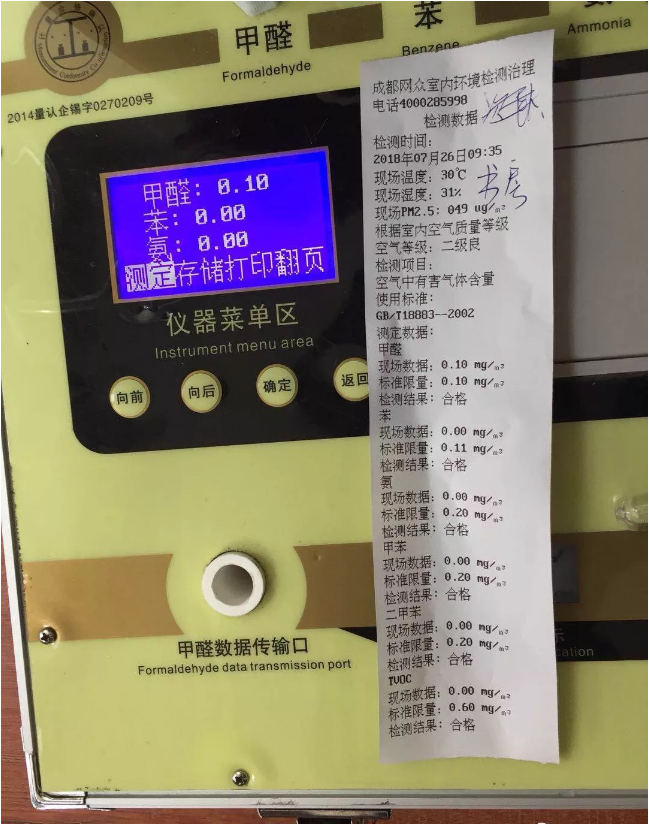 甲醛
Formaldehyde
苯
Benzene
Ammonia
2014量认企锡字0270209号
甲醛：0.10
苯：0.00
氨：0.00
测定存储打印翻页
仪器菜单区
Instrument menu area
向前
向后
确定
返回
甲醛数据传输口
Formaldehyde data transmission port
成都网众室内环境检测治理
电话4000285998
检测数据
检测时间：
2018年07月26日09:35
现场温度：30℃
书房
现场湿度：31%
现场PM2.5：049 ug/m³
根据室内空气质量等级
空气等级：二级良
检测项目：
空气中有害气体含量
使用标准：
GB/T18883--2002
测定数据：
甲醛
现场数据：0.10 mg/m³
标准限量：0.10 mg/m³
检测结果：合格
苯
现场数据：0.00 mg/m³
标准限量：0.11 mg/m³
检测结果：合格
氨
现场数据：0.00 mg/m³
标准限量：0.20 mg/m³
检测结果：合格
甲苯
现场数据：0.00 mg/m³
标准限量：0.20 mg/m³
检测结果：合格
二甲苯
现场数据：0.00 mg/m³
标准限量：0.20 mg/m³
检测结果：合格
TVOC
现场数据：0.00 mg/m³
标准限量：0.60 mg/m³
检测结果：合格